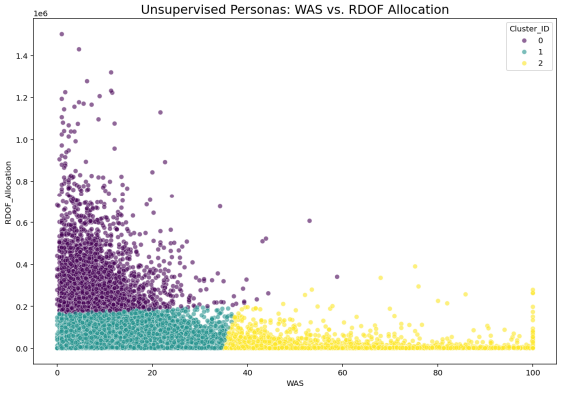 Unsupervised Personas: WAS vs. RDOF Allocation
1e6
Cluster_ID
0
1
2
1.4
1.2
1.0
0.8
0.6
0.4
0.2
0.0
RDOF_Allocation
0 20 40 60 80 100
WAS